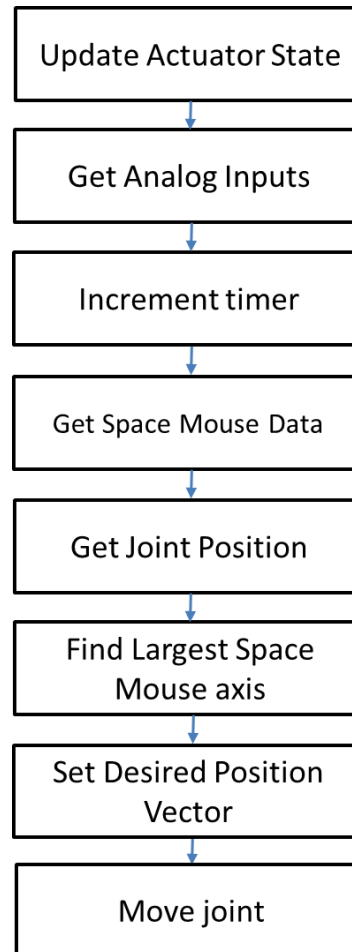 Update Actuator State
Get Analog Inputs
Increment timer
Get Space Mouse Data
Get Joint Position
Find Largest Space
Mouse axis
Set Desired Position
Vector
Move joint